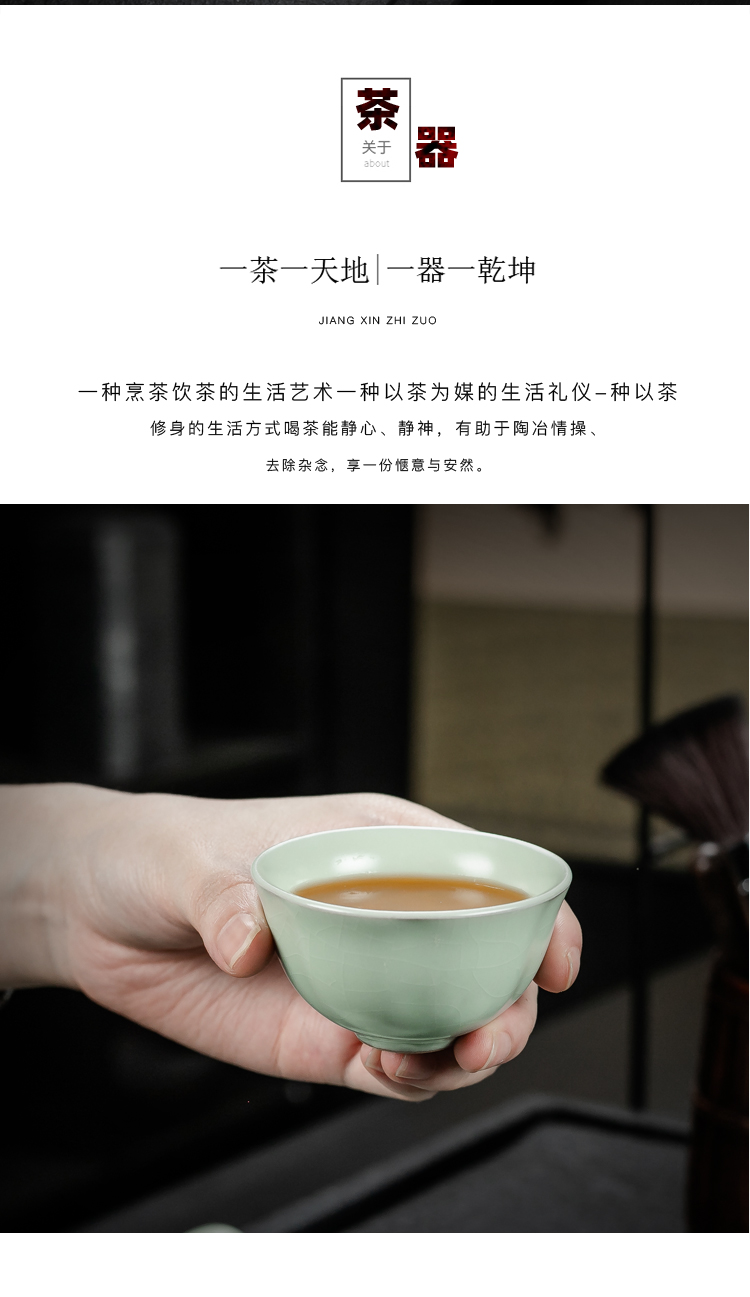 茶
关于
about
器
一茶一天地|一器一乾坤
JIANG XIN ZHI ZUO
一种烹茶饮茶的生活艺术一种以茶为媒的生活礼仪–种以茶
修身的生活方式喝茶能静心、静神，有助于陶冶情操、
去除杂念，享一份惬意与安然。